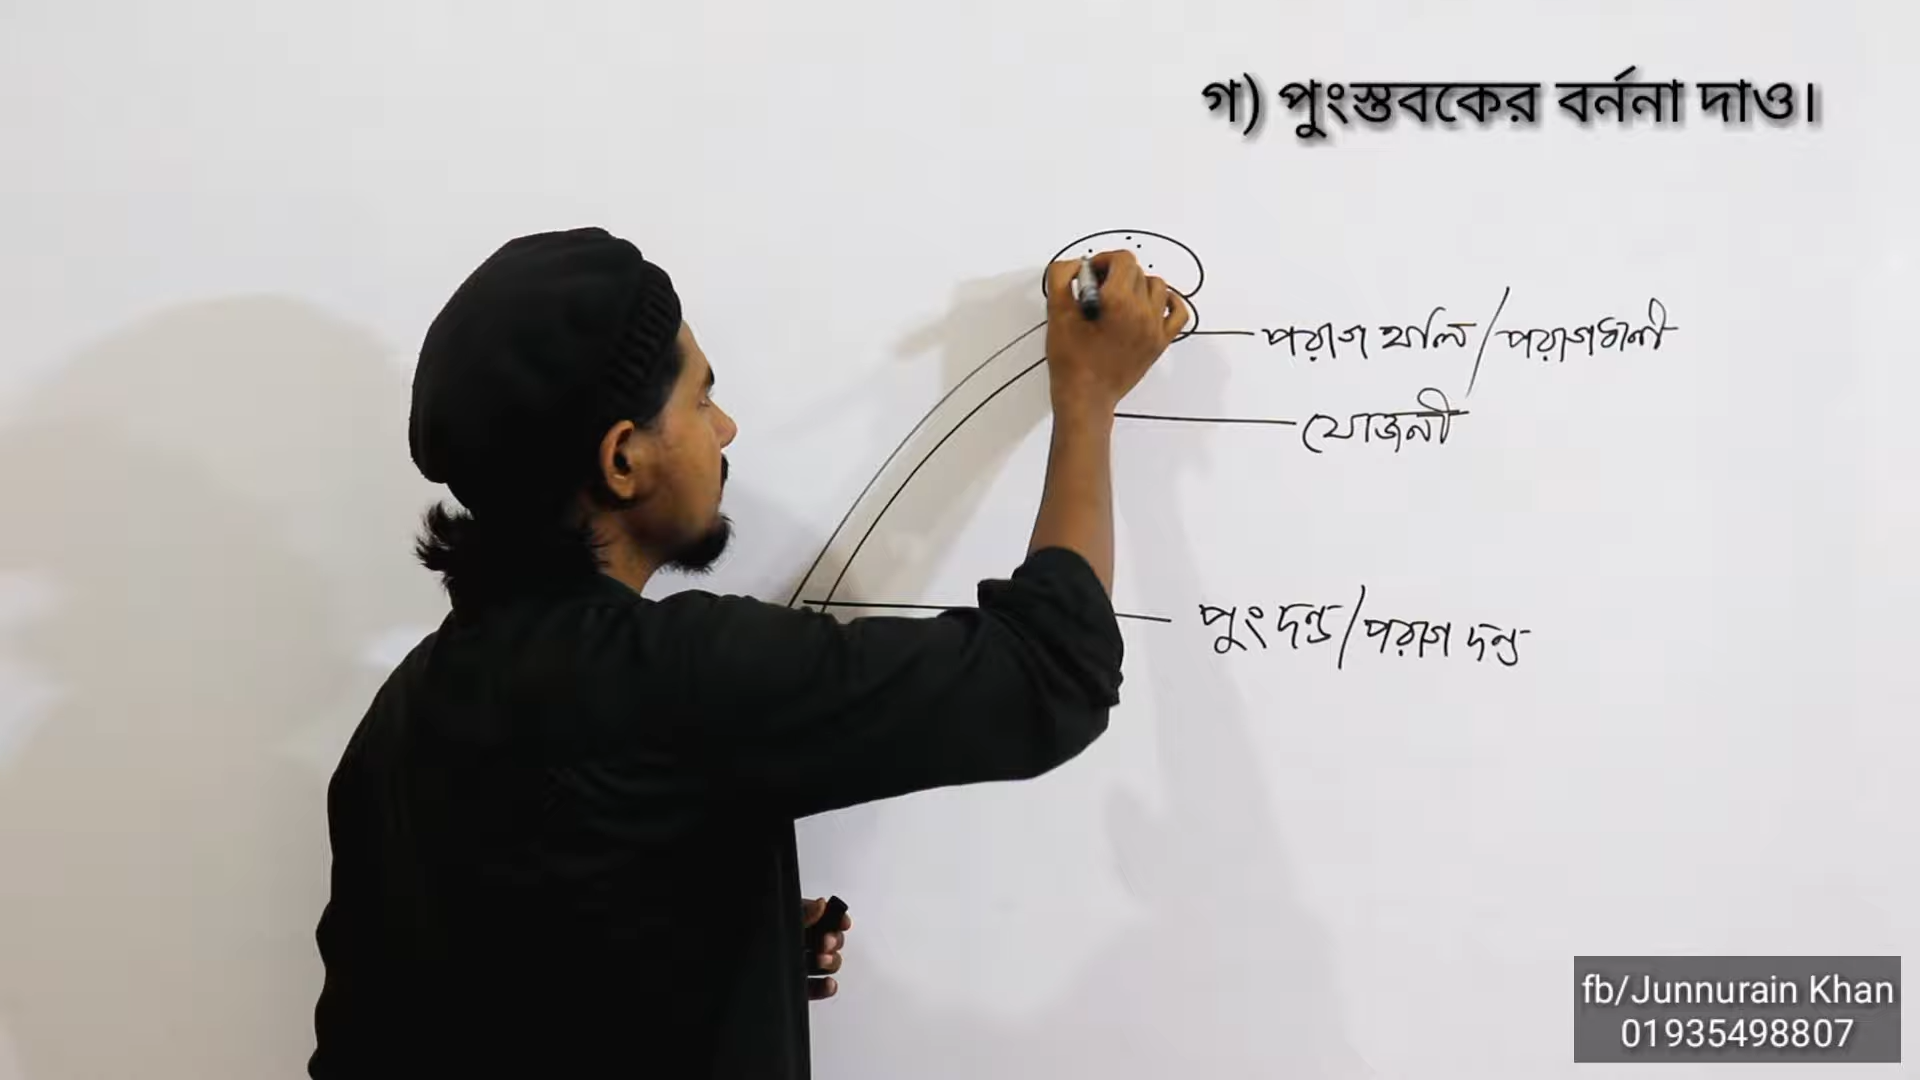 গ) পুংস্তবকের বর্ননা দাও।
পরাগ থলি/পরাগধানী
যোজনী
পুংদন্ড/পরাগ দন্ড
fb/Junnurain Khan
01935498807